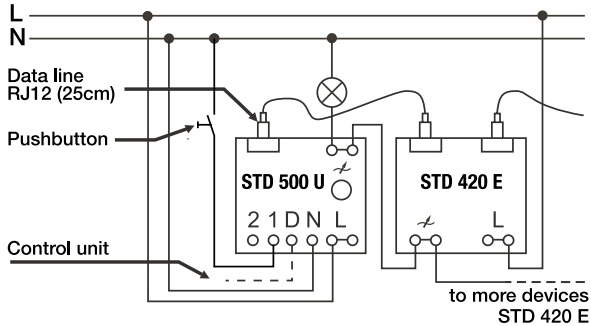 L
N
Data line
RJ12 (25cm)
Pushbutton
STD 500 U
STD 420 E
2 1 D N L
L
Control unit
to more devices
STD 420 E